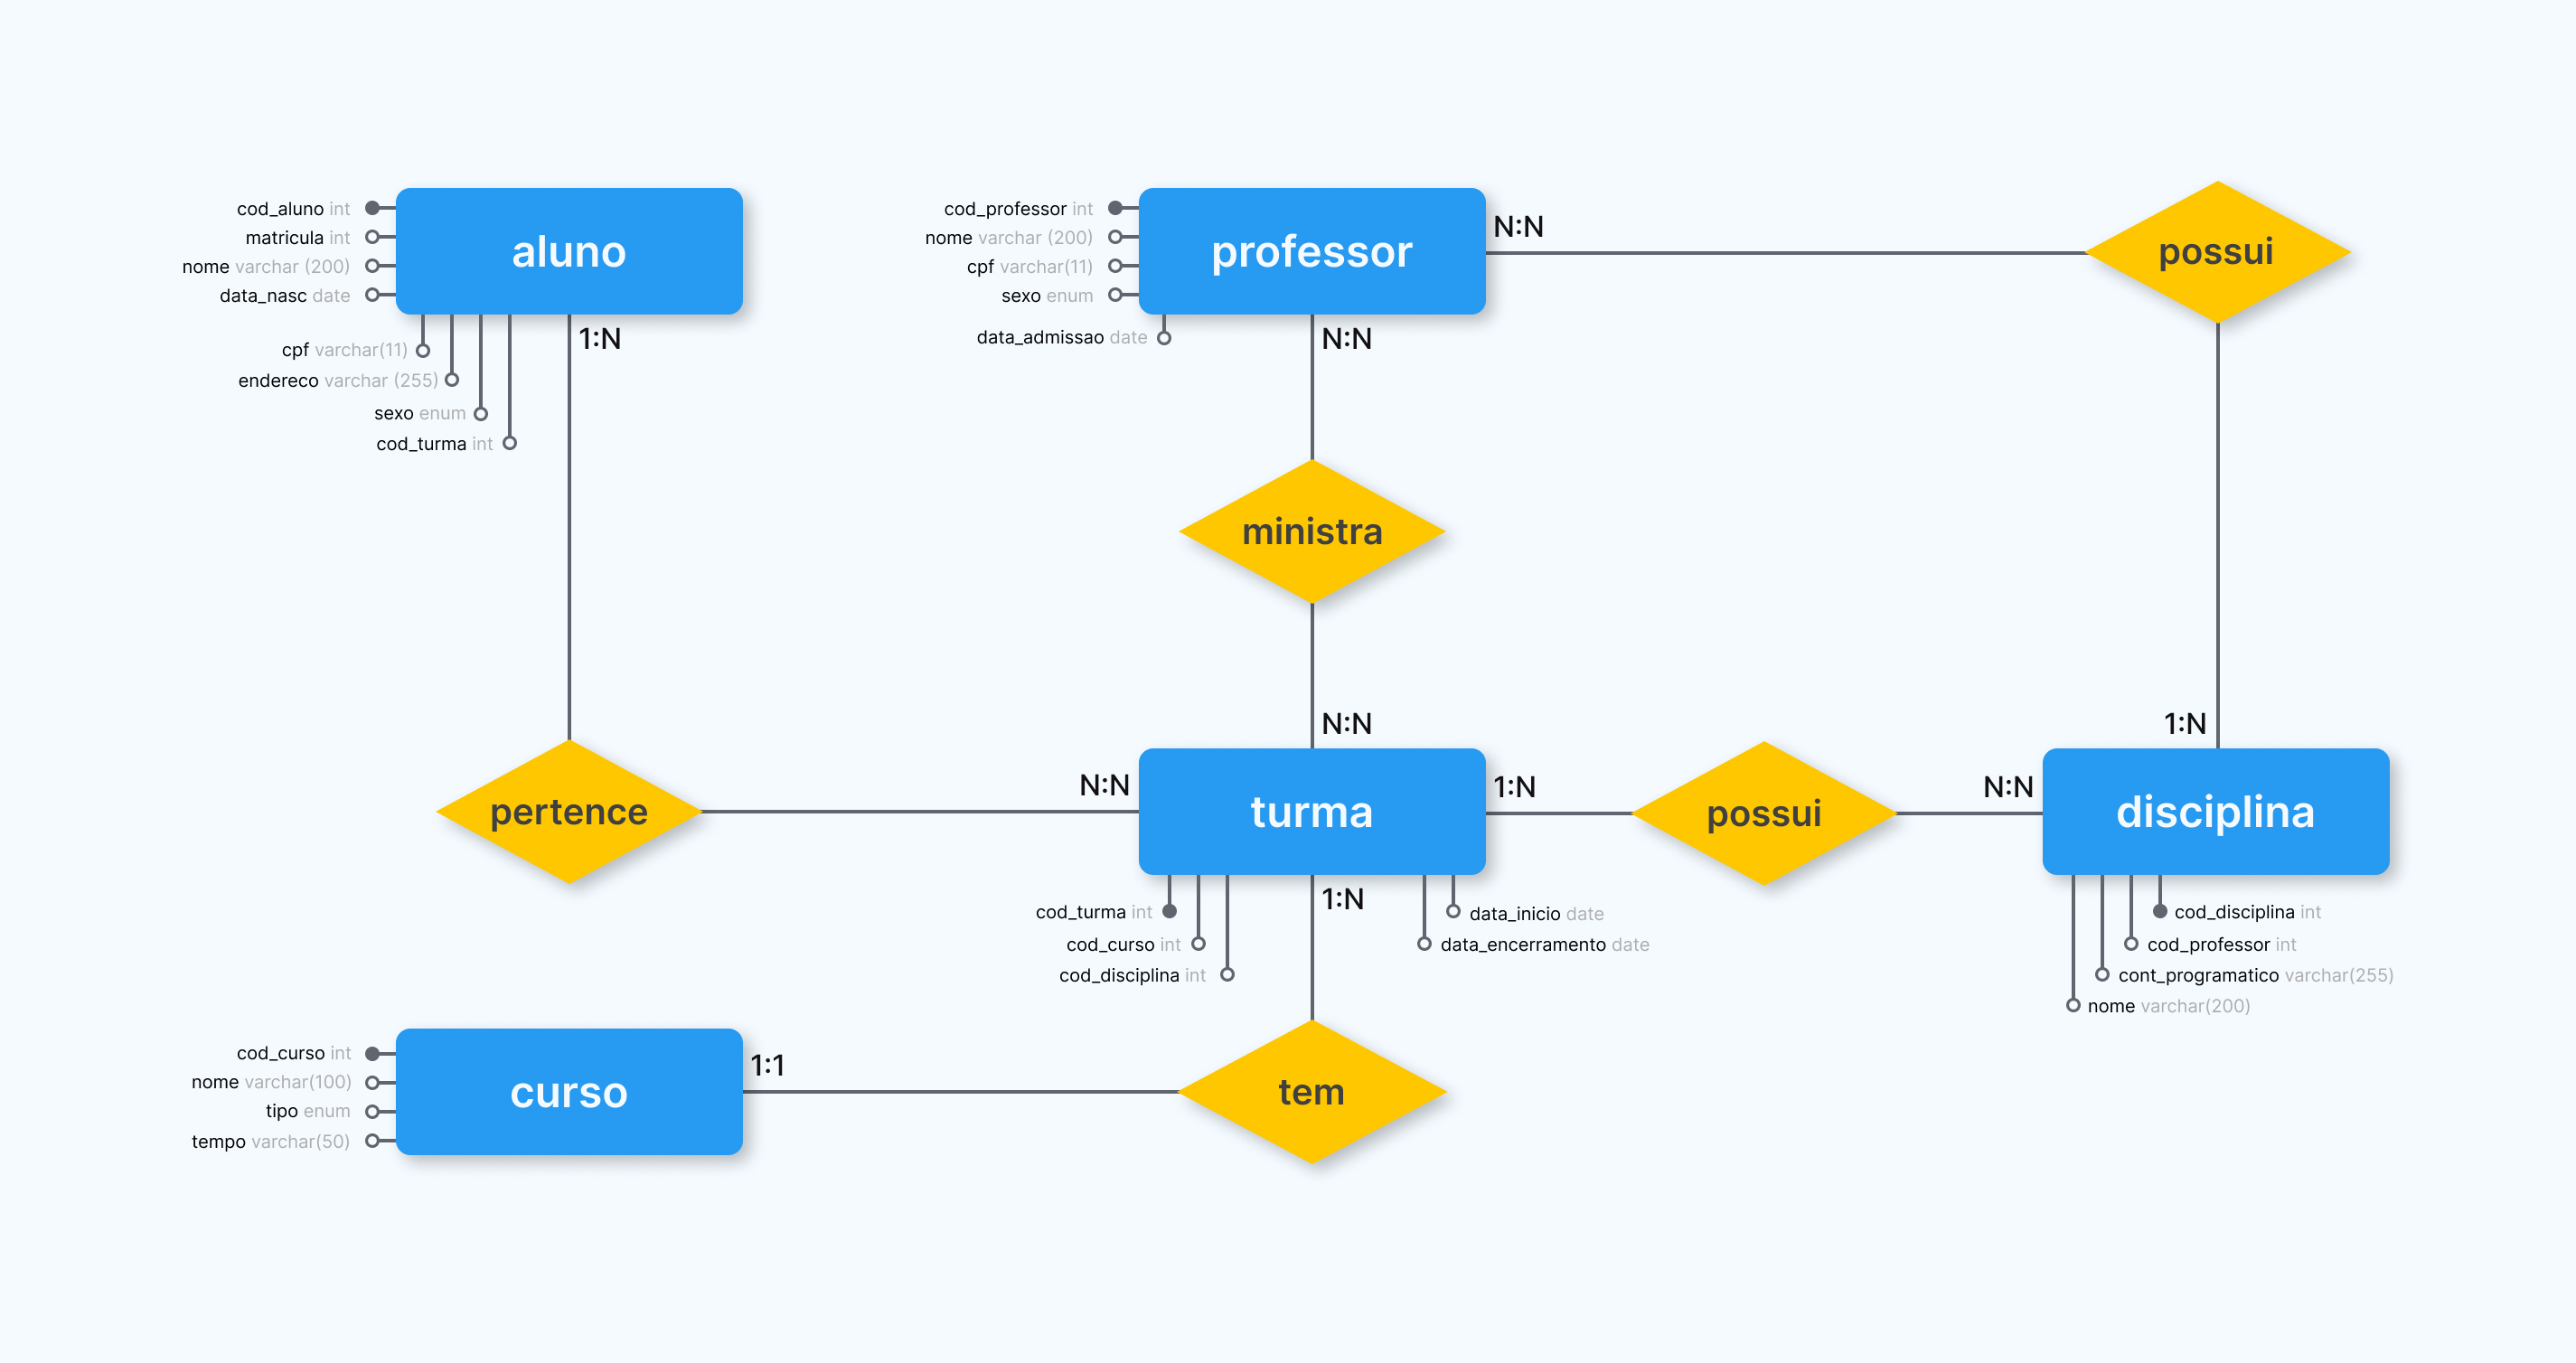 cod_aluno int
matricula int
nome varchar (200)
data_nasc date
aluno
cpf varchar(11)
endereco varchar (255)
sexo enum
cod_turma int
1:N
cod_professor int
nome varchar (200)
cpf varchar(11)
sexo enum
data_admissao date
professor
N:N
N:N
possui
ministra
pertence
N:N
N:N
turma
1:N
possui
N:N
1:N
disciplina
cod_turma int
cod_curso int
cod_disciplina int
1:N
data_inicio date
data_encerramento date
cod_disciplina int
cod_professor int
cont_programatico varchar(255)
nome varchar(200)
cod_curso int
nome varchar(100)
tipo enum
tempo varchar(50)
curso
1:1
tem